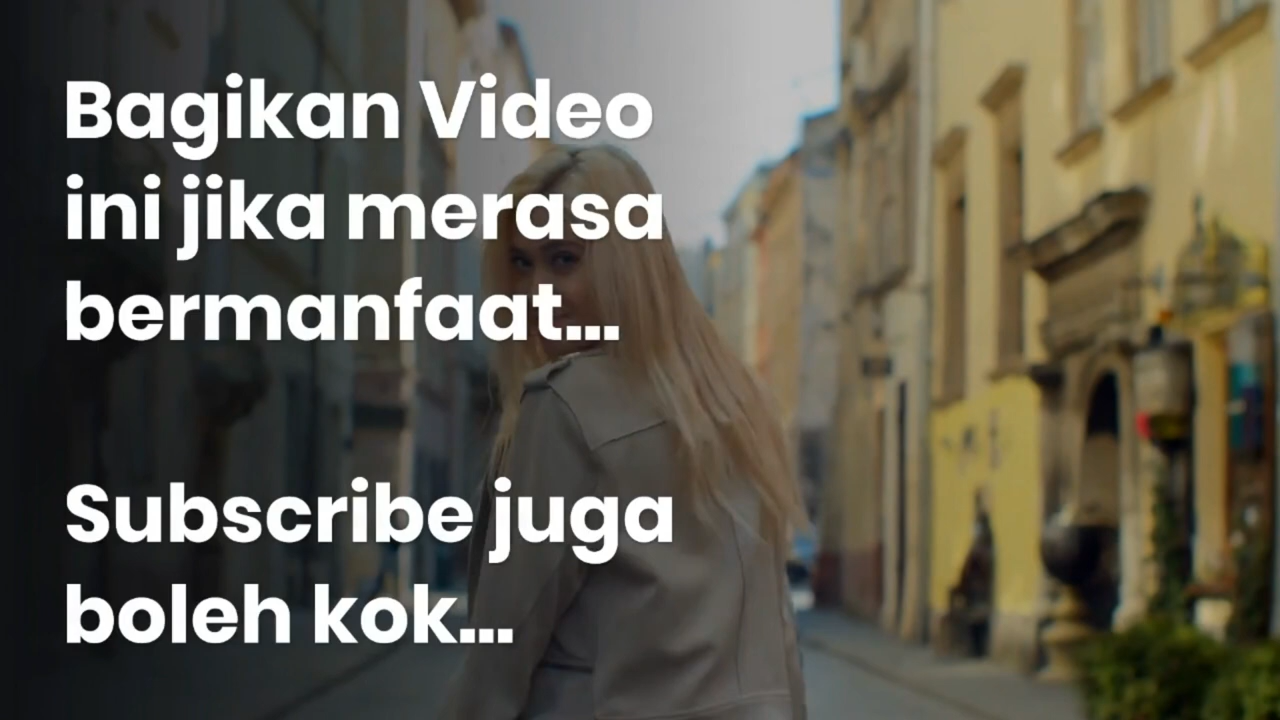 Bagikan Video
ini jika merasa
bermanfaat...
Subscribe juga
boleh kok...